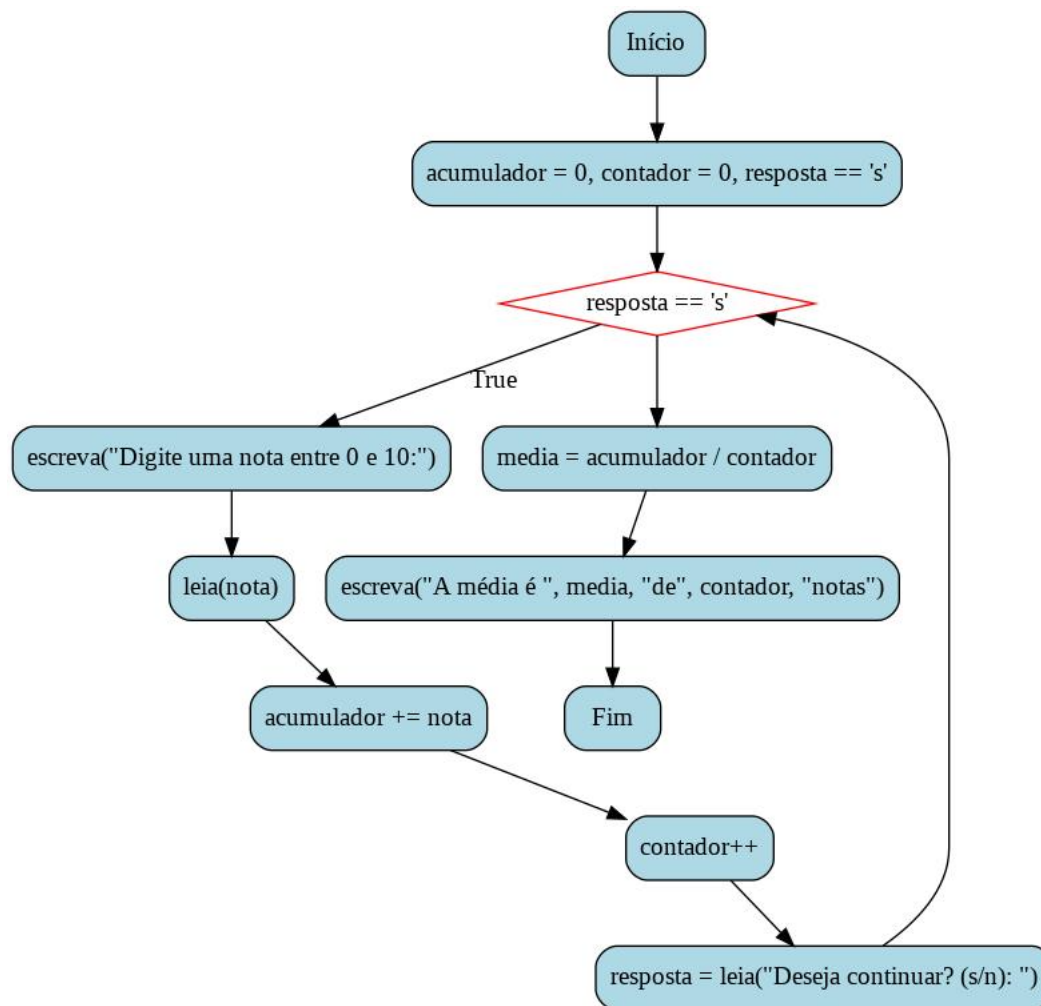 Início
acumulador = 0, contador = 0, resposta == 's'
resposta == 's'
True
escreva("Digite uma nota entre 0 e 10:")
media = acumulador / contador
leia(nota)
escreva("A média é ", media, "de", contador, "notas")
acumulador += nota
Fim
contador++
resposta = leia("Deseja continuar? (s/n): ")